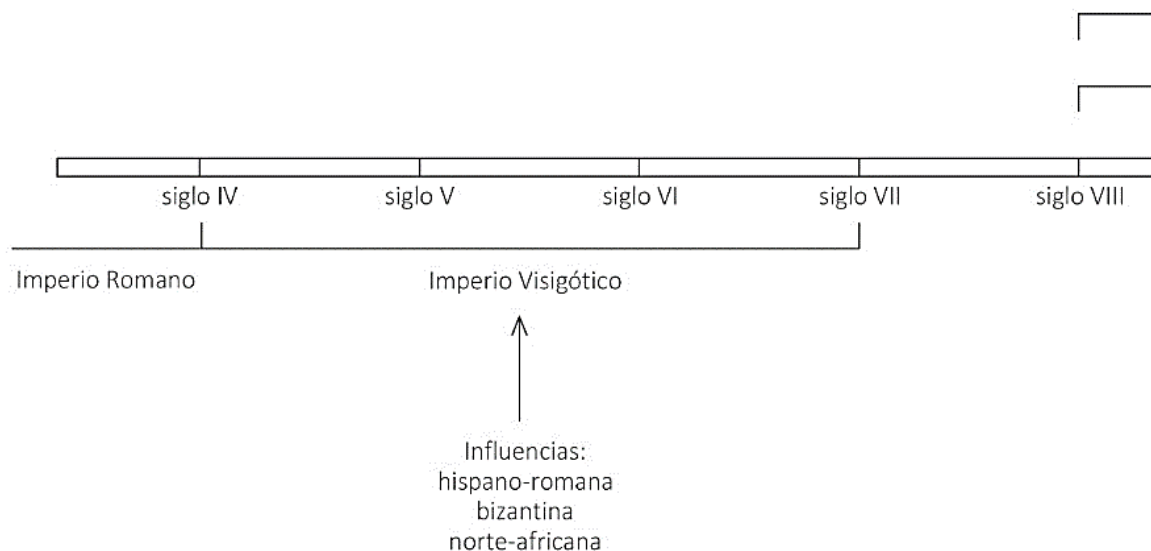 siglo IV siglo V siglo VI siglo VII siglo VIII
Imperio Romano Imperio Visigótico
Influencias:
hispano-romana
bizantina
norte-africana